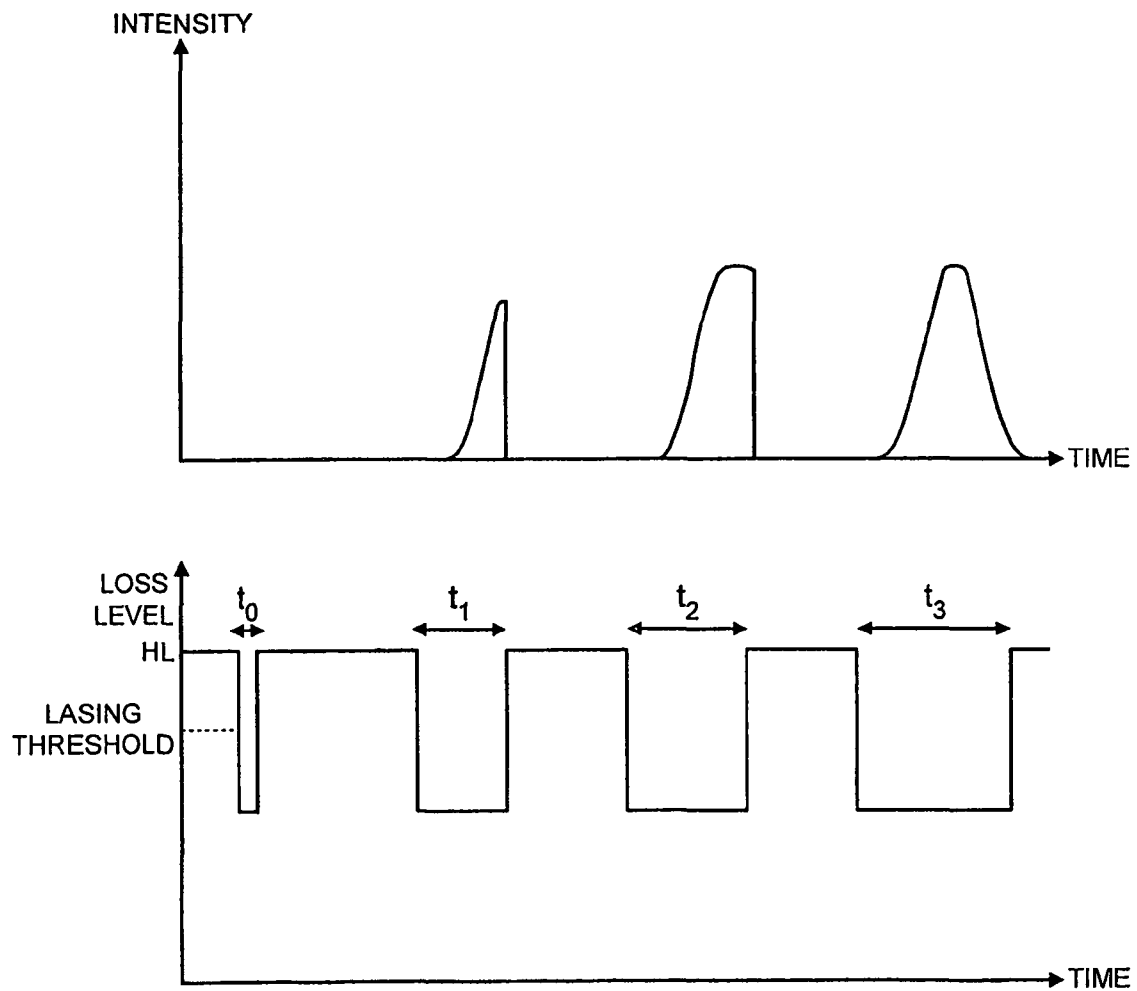 INTENSITY
TIME
LOSS
LEVEL
t0
t1
t2
t3
HL
LASING
THRESHOLD
TIME